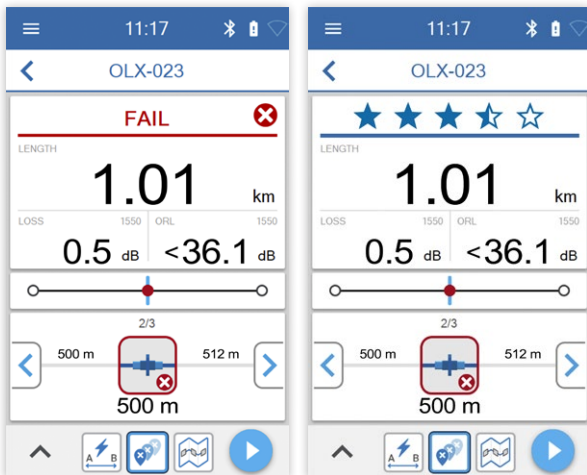 11:17
OLX-023
FAIL
LENGTH
1.01 km
LOSS 1550 ORL 1550
0.5 dB <36.1 dB
2/3
500 m 512 m
500 m
A B
11:17
OLX-023
LENGTH
1.01 km
LOSS 1550 ORL 1550
0.5 dB <36.1 dB
2/3
500 m 512 m
500 m
A B